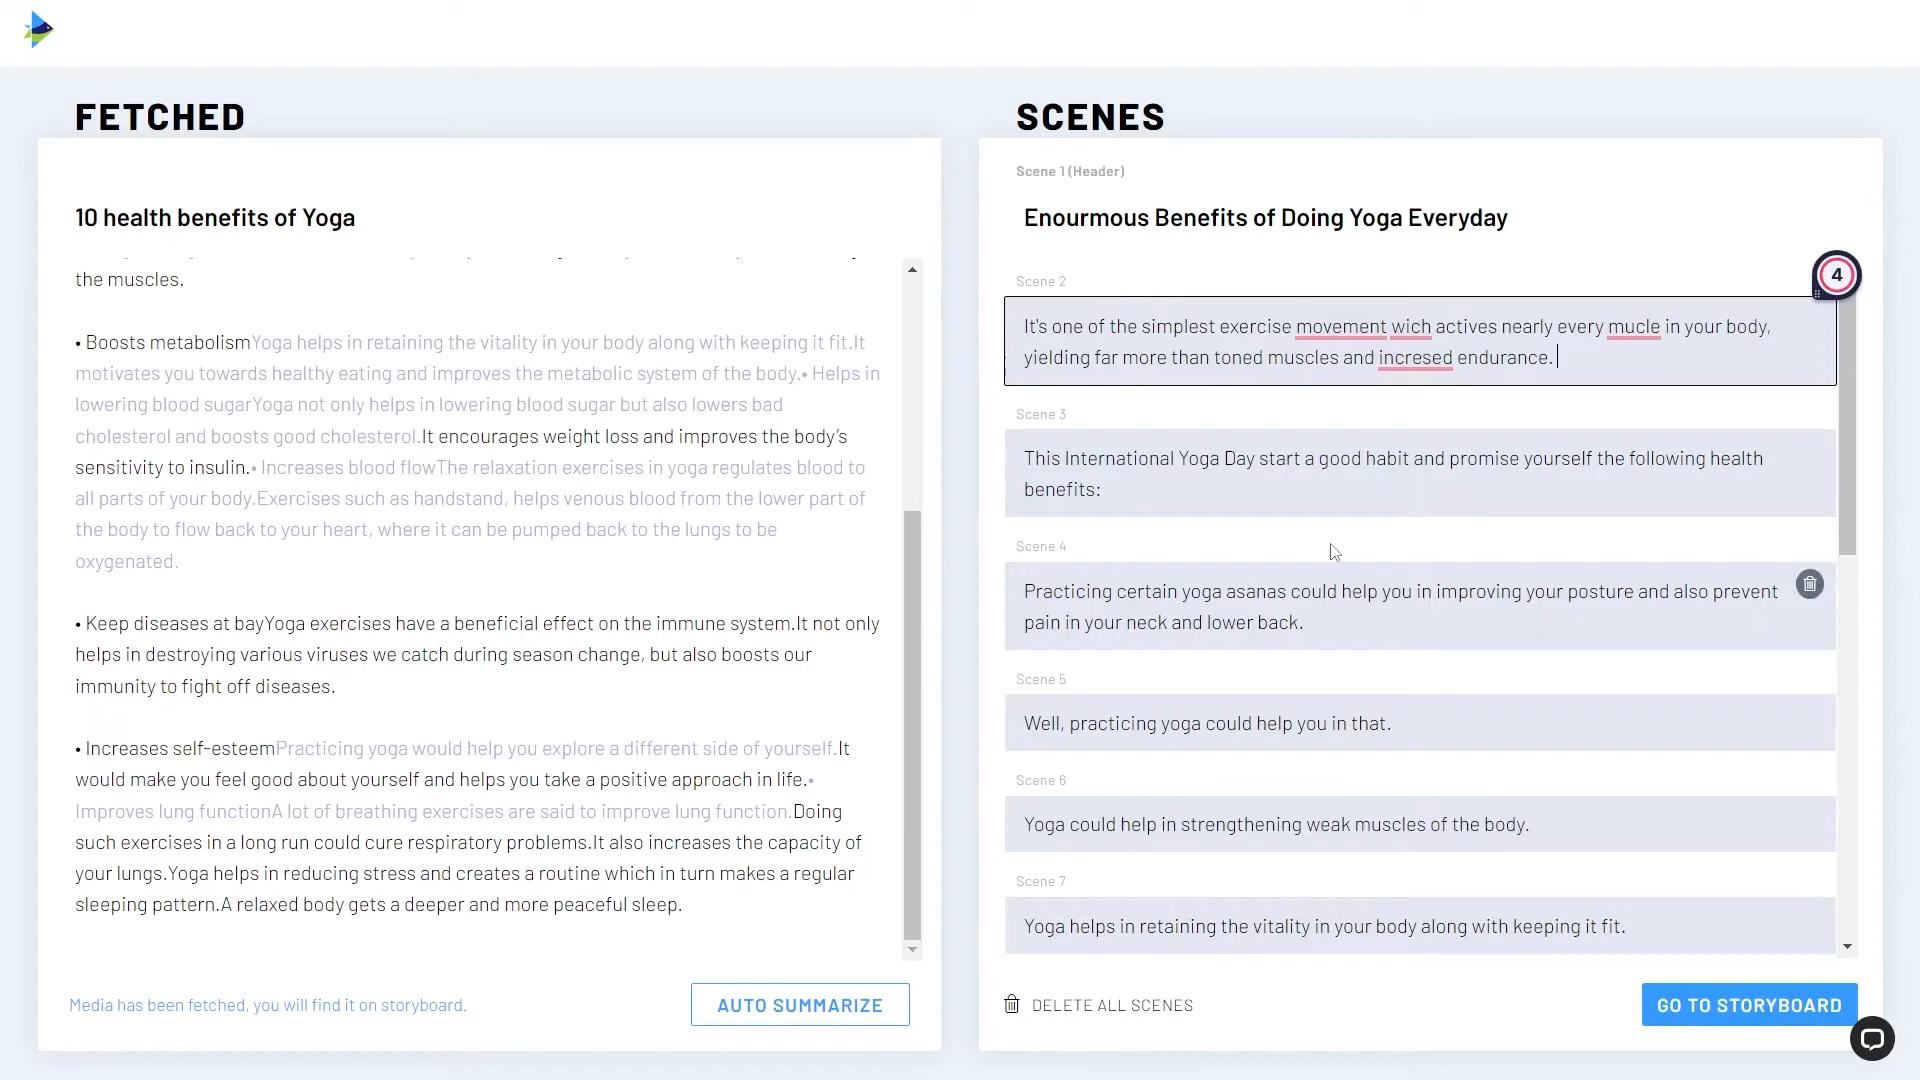 FETCHED
10 health benefits of Yoga
the muscles.
• Boosts metabolismYoga helps in retaining the vitality in your body along with keeping it fit.It
motivates you towards healthy eating and improves the metabolic system of the body.• Helps in
lowering blood sugarYoga not only helps in lowering blood sugar but also lowers bad
cholesterol and boosts good cholesterol.It encourages weight loss and improves the body's
sensitivity to insulin.• Increases blood flowThe relaxation exercises in yoga regulates blood to
all parts of your body.Exercises such as handstand, helps venous blood from the lower part of
the body to flow back to your heart, where it can be pumped back to the lungs to be
oxygenated.
• Keep diseases at bayYoga exercises have a beneficial effect on the immune system.It not only
helps in destroying various viruses we catch during season change, but also boosts our
immunity to fight off diseases.
• Increases self-esteemPracticing yoga would help you explore a different side of yourself.It
would make you feel good about yourself and helps you take a positive approach in life.•
Improves lung functionA lot of breathing exercises are said to improve lung function.Doing
such exercises in a long run could cure respiratory problems.It also increases the capacity of
your lungs.Yoga helps in reducing stress and creates a routine which in turn makes a regular
sleeping pattern.A relaxed body gets a deeper and more peaceful sleep.
Media has been fetched, you will find it on storyboard.
AUTO SUMMARIZE
SCENES
Scene 1 (Header)
Enourmous Benefits of Doing Yoga Everyday
4
Scene 2
It's one of the simplest exercise movement wich actives nearly every mucle in your body,
yielding far more than toned muscles and incresed endurance.
Scene 3
This International Yoga Day start a good habit and promise yourself the following health
benefits:
Scene 4
Practicing certain yoga asanas could help you in improving your posture and also prevent
pain in your neck and lower back.
Scene 5
Well, practicing yoga could help you in that.
Scene 6
Yoga could help in strengthening weak muscles of the body.
Scene 7
Yoga helps in retaining the vitality in your body along with keeping it fit.
DELETE ALL SCENES
GO TO STORYBOARD